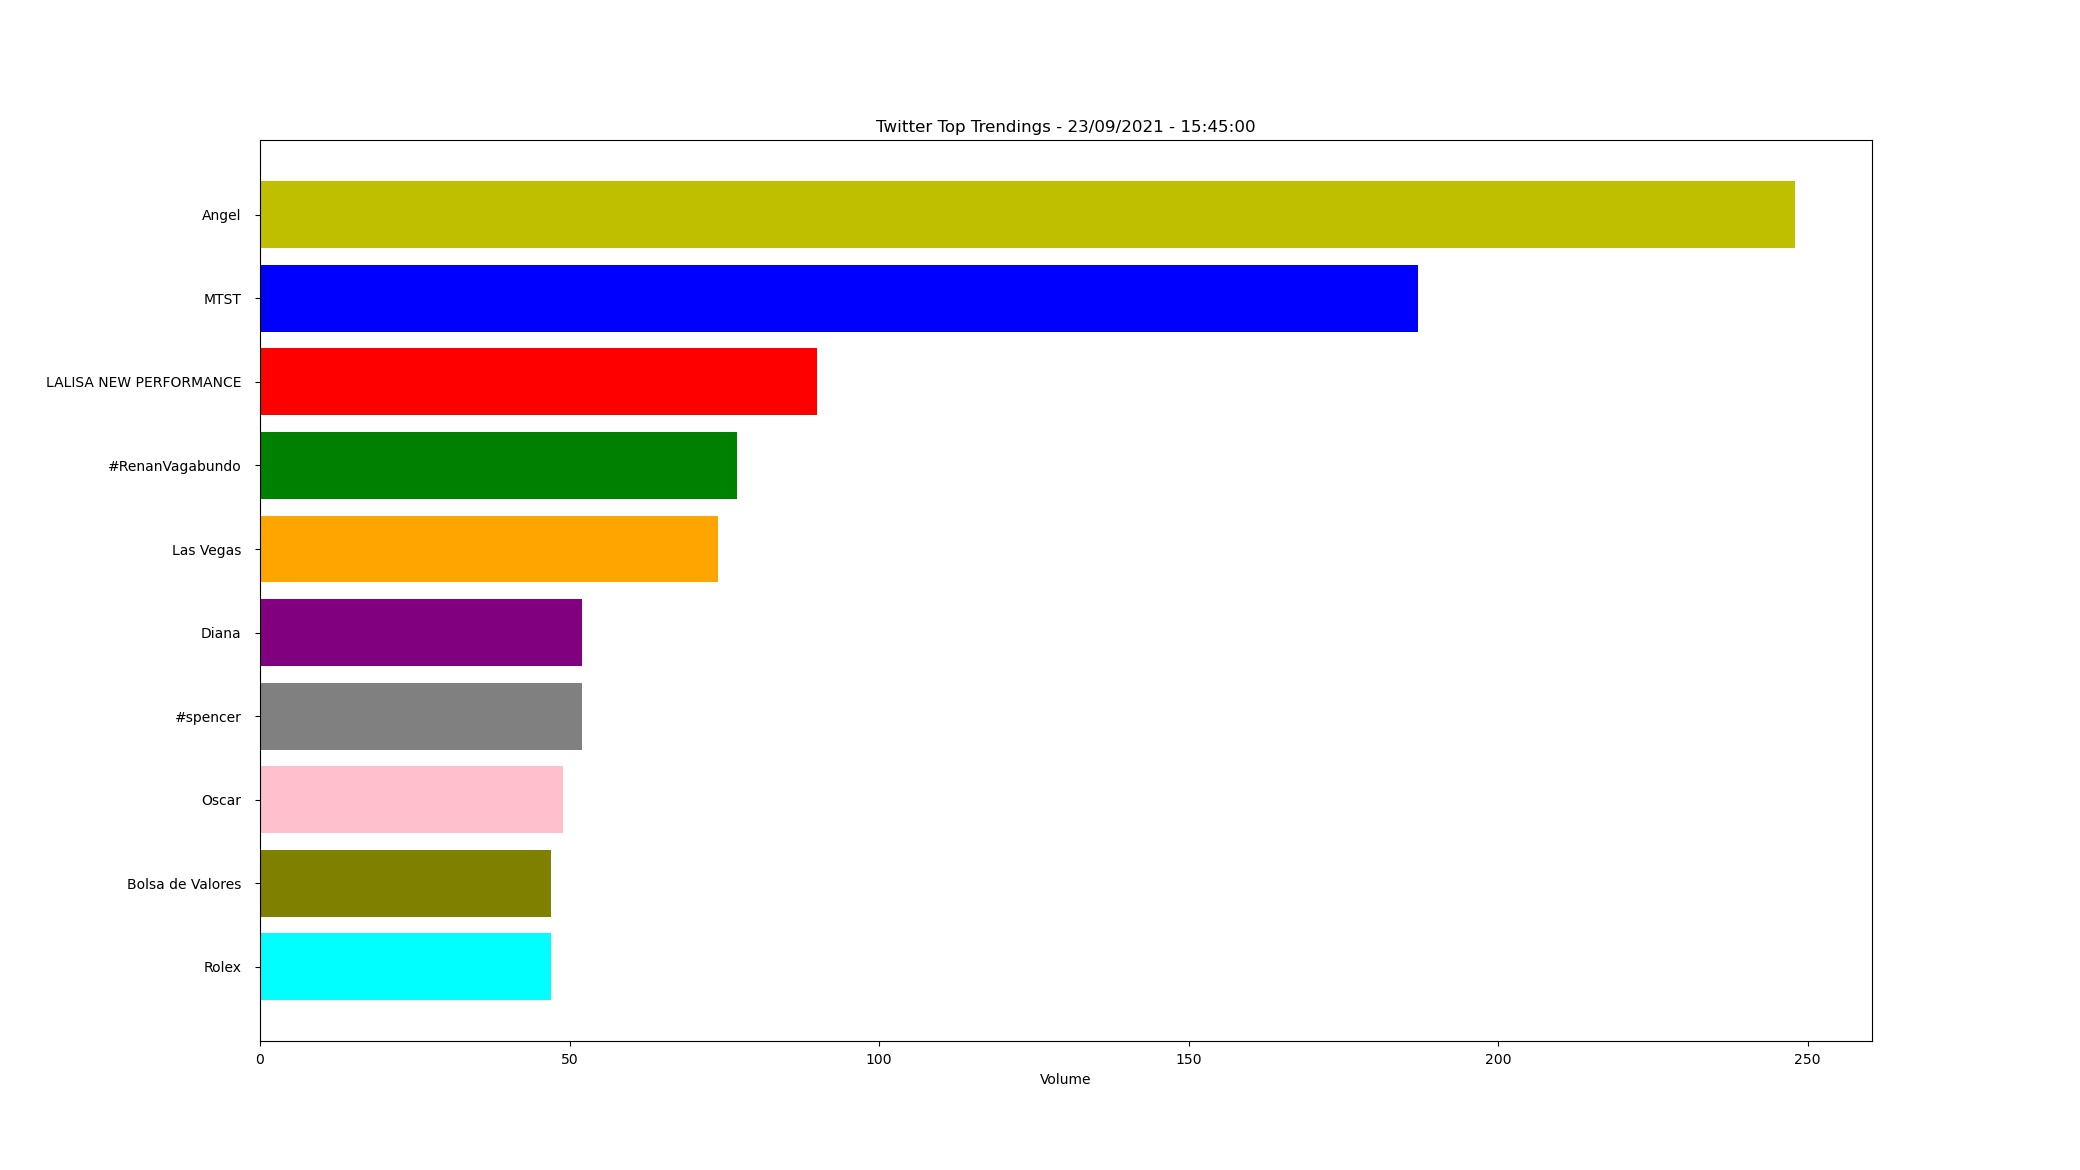 Twitter Top Trendings - 23/09/2021 - 15:45:00
Angel
MTST
LALISA NEW PERFORMANCE
#RenanVagabundo
Las Vegas
Diana
#spencer
Oscar
Bolsa de Valores
Rolex
0 50 100 150 200 250
Volume